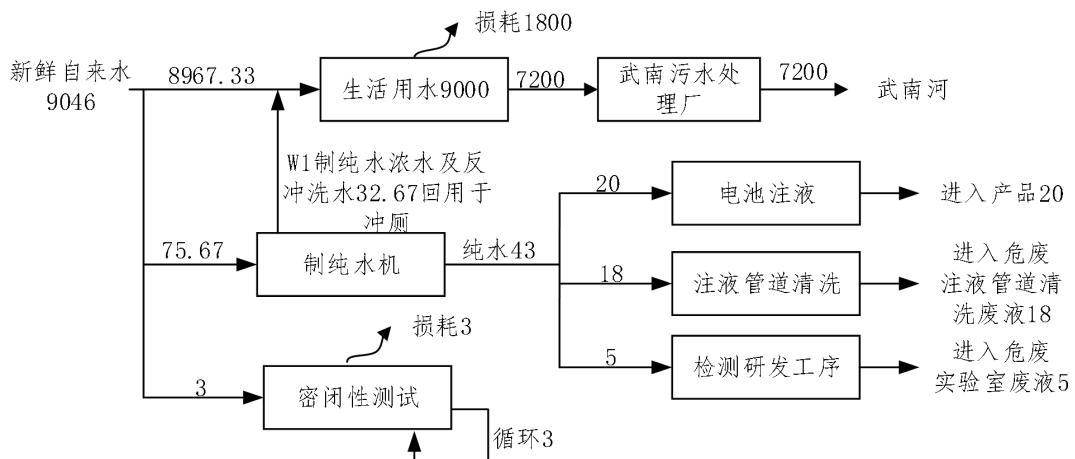 损耗1800
新鲜自来水
9046
8967.33
生活用水9000
7200
武南污水处
理厂
7200
武南河
W1制纯水浓水及反
冲洗水32.67回用于
冲厕
20
电池注液
进入产品20
75.67
制纯水机
纯水43
18
注液管道清洗
进入危废
注液管道清
洗废液18
损耗3
5
检测研发工序
进入危废
实验室废液5
3
密闭性测试
循环3